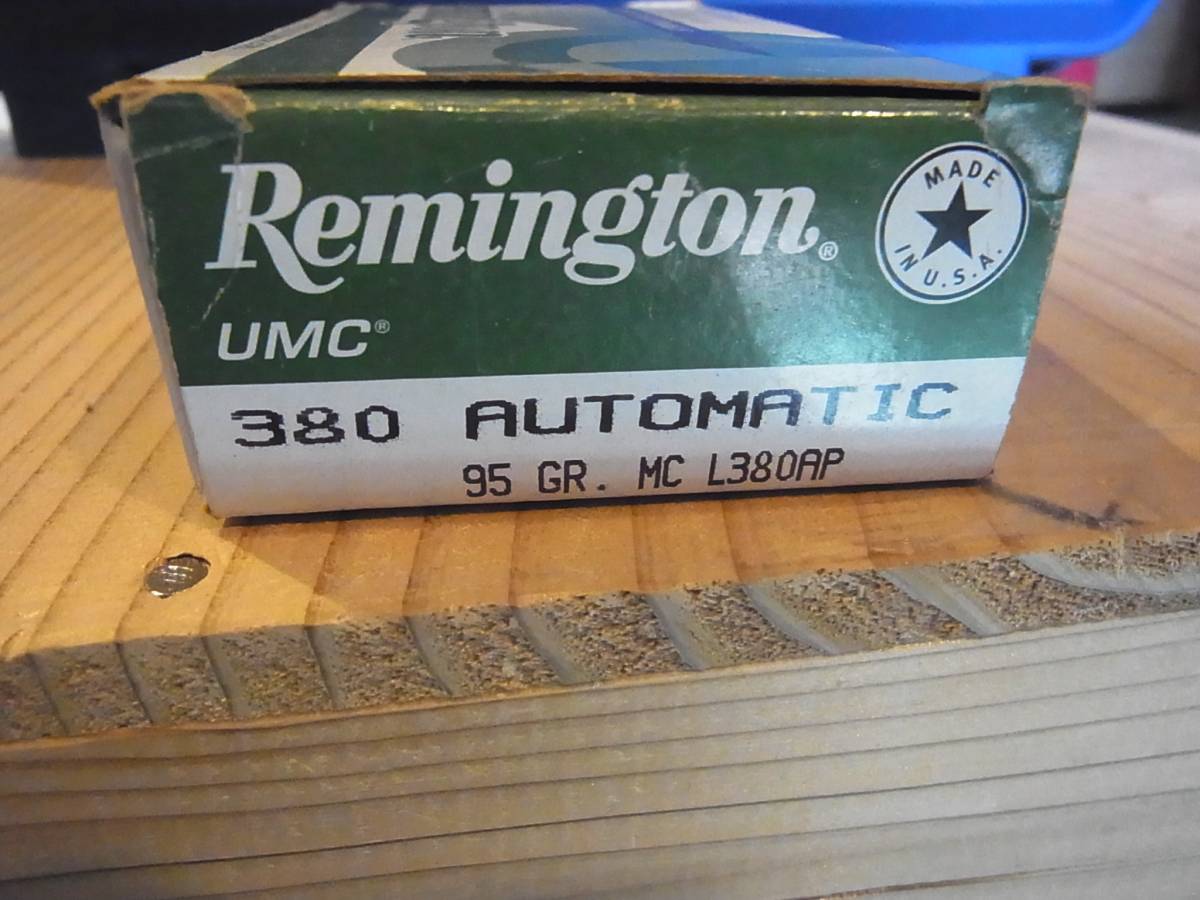 Remington®
MADE
IN U.S.A.
UMC®
380 AUTOMATIC
95 GR. MC L380AP